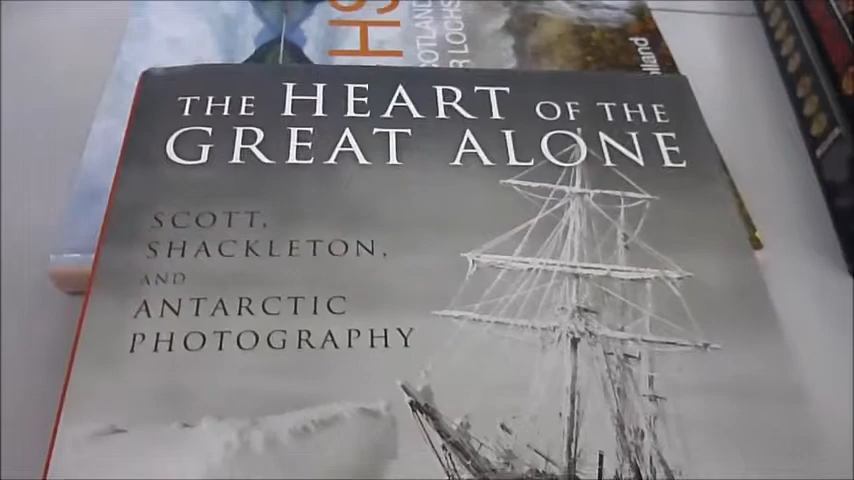 THE HEART OF THE
GREAT ALONE
SCOTT,
SHACKLETON,
AND
ANTARCTIC
PHOTOGRAPHY